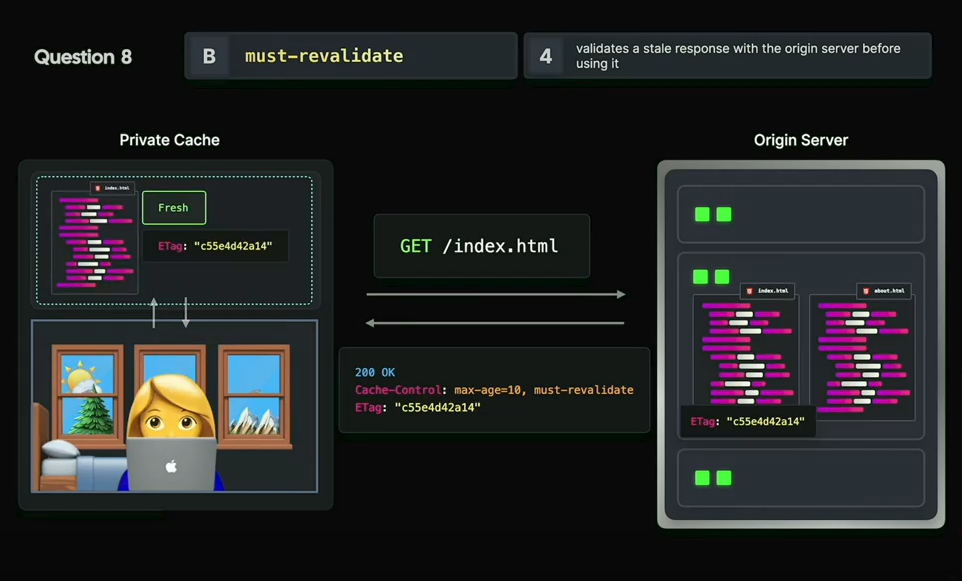 Question 8
B
must-revalidate
4
validates a stale response with the origin server before
using it
Private Cache
Origin Server
index.html
Fresh
ETag: "c55e4d42a14"
GET /index.html
200 OK
Cache-Control: max-age=10, must-revalidate
ETag: "c55e4d42a14"
index.html
about.html
ETag: "c55e4d42a14"